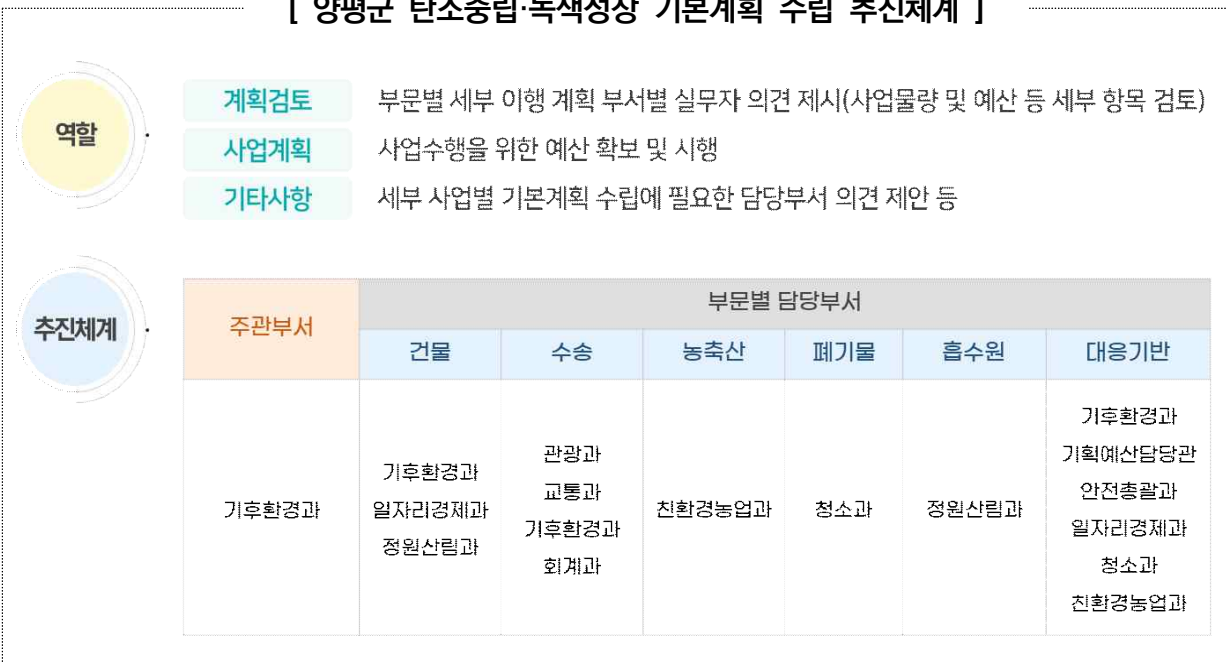 [ 양평군 탄소중립·녹색성장 기본계획 수립 추진체계 ]
역할
계획검토 부문별 세부 이행 계획 부서별 실무자 의견 제시(사업물량 및 예산 등 세부 항목 검토)
사업계획 사업수행을 위한 예산 확보 및 시행
기타사항 세부 사업별 기본계획 수립에 필요한 담당부서 의견 제안 등
추진체계
주관부서 부문별 담당부서
건물 수송 농축산 폐기물 흡수원 대응기반
기후환경과
기후환경과
일자리경제과
정원산림과
관광과
교통과
기후환경과
회계과
친환경농업과
청소과
정원산림과
기후환경과
기획예산담당관
안전총괄과
일자리경제과
청소과
친환경농업과